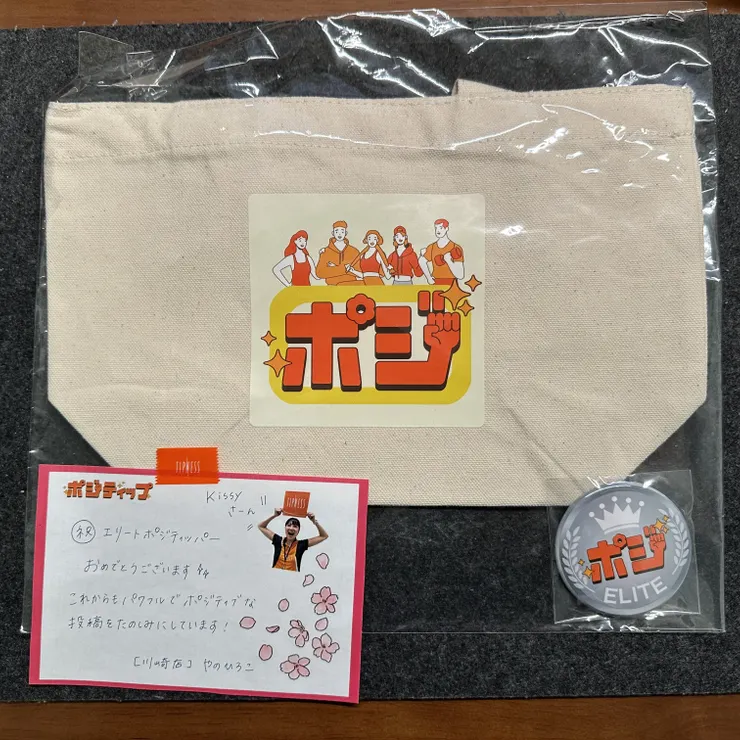 ポジ
TIPNESS
ポジティップ
Kissy
さーん
TIPNESS
祝 エリートポジティッパー
おめでとうございます
これからもパワフルでポジティブな
投稿をたのしみにしています!
[川崎店] やのひろこ
ポジ
ELITE